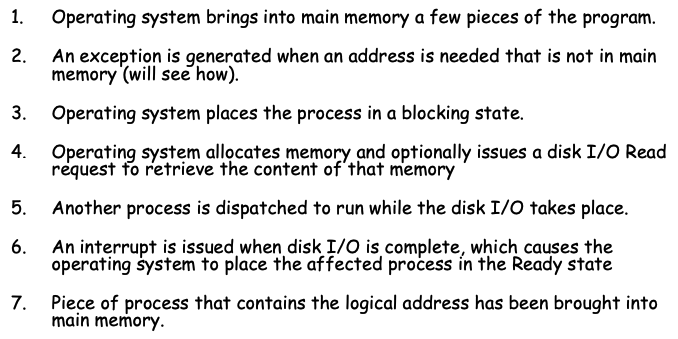 1. Operating system brings into main memory a few pieces of the program.
2. An exception is generated when an address is needed that is not in main
memory (will see how).
3. Operating system places the process in a blocking state.
4. Operating system allocates memory and optionally issues a disk I/O Read
request to retrieve the content of that memory
5. Another process is dispatched to run while the disk I/O takes place.
6. An interrupt is issued when disk I/O is complete, which causes the
operating system to place the affected process in the Ready state
7. Piece of process that contains the logical address has been brought into
main memory.